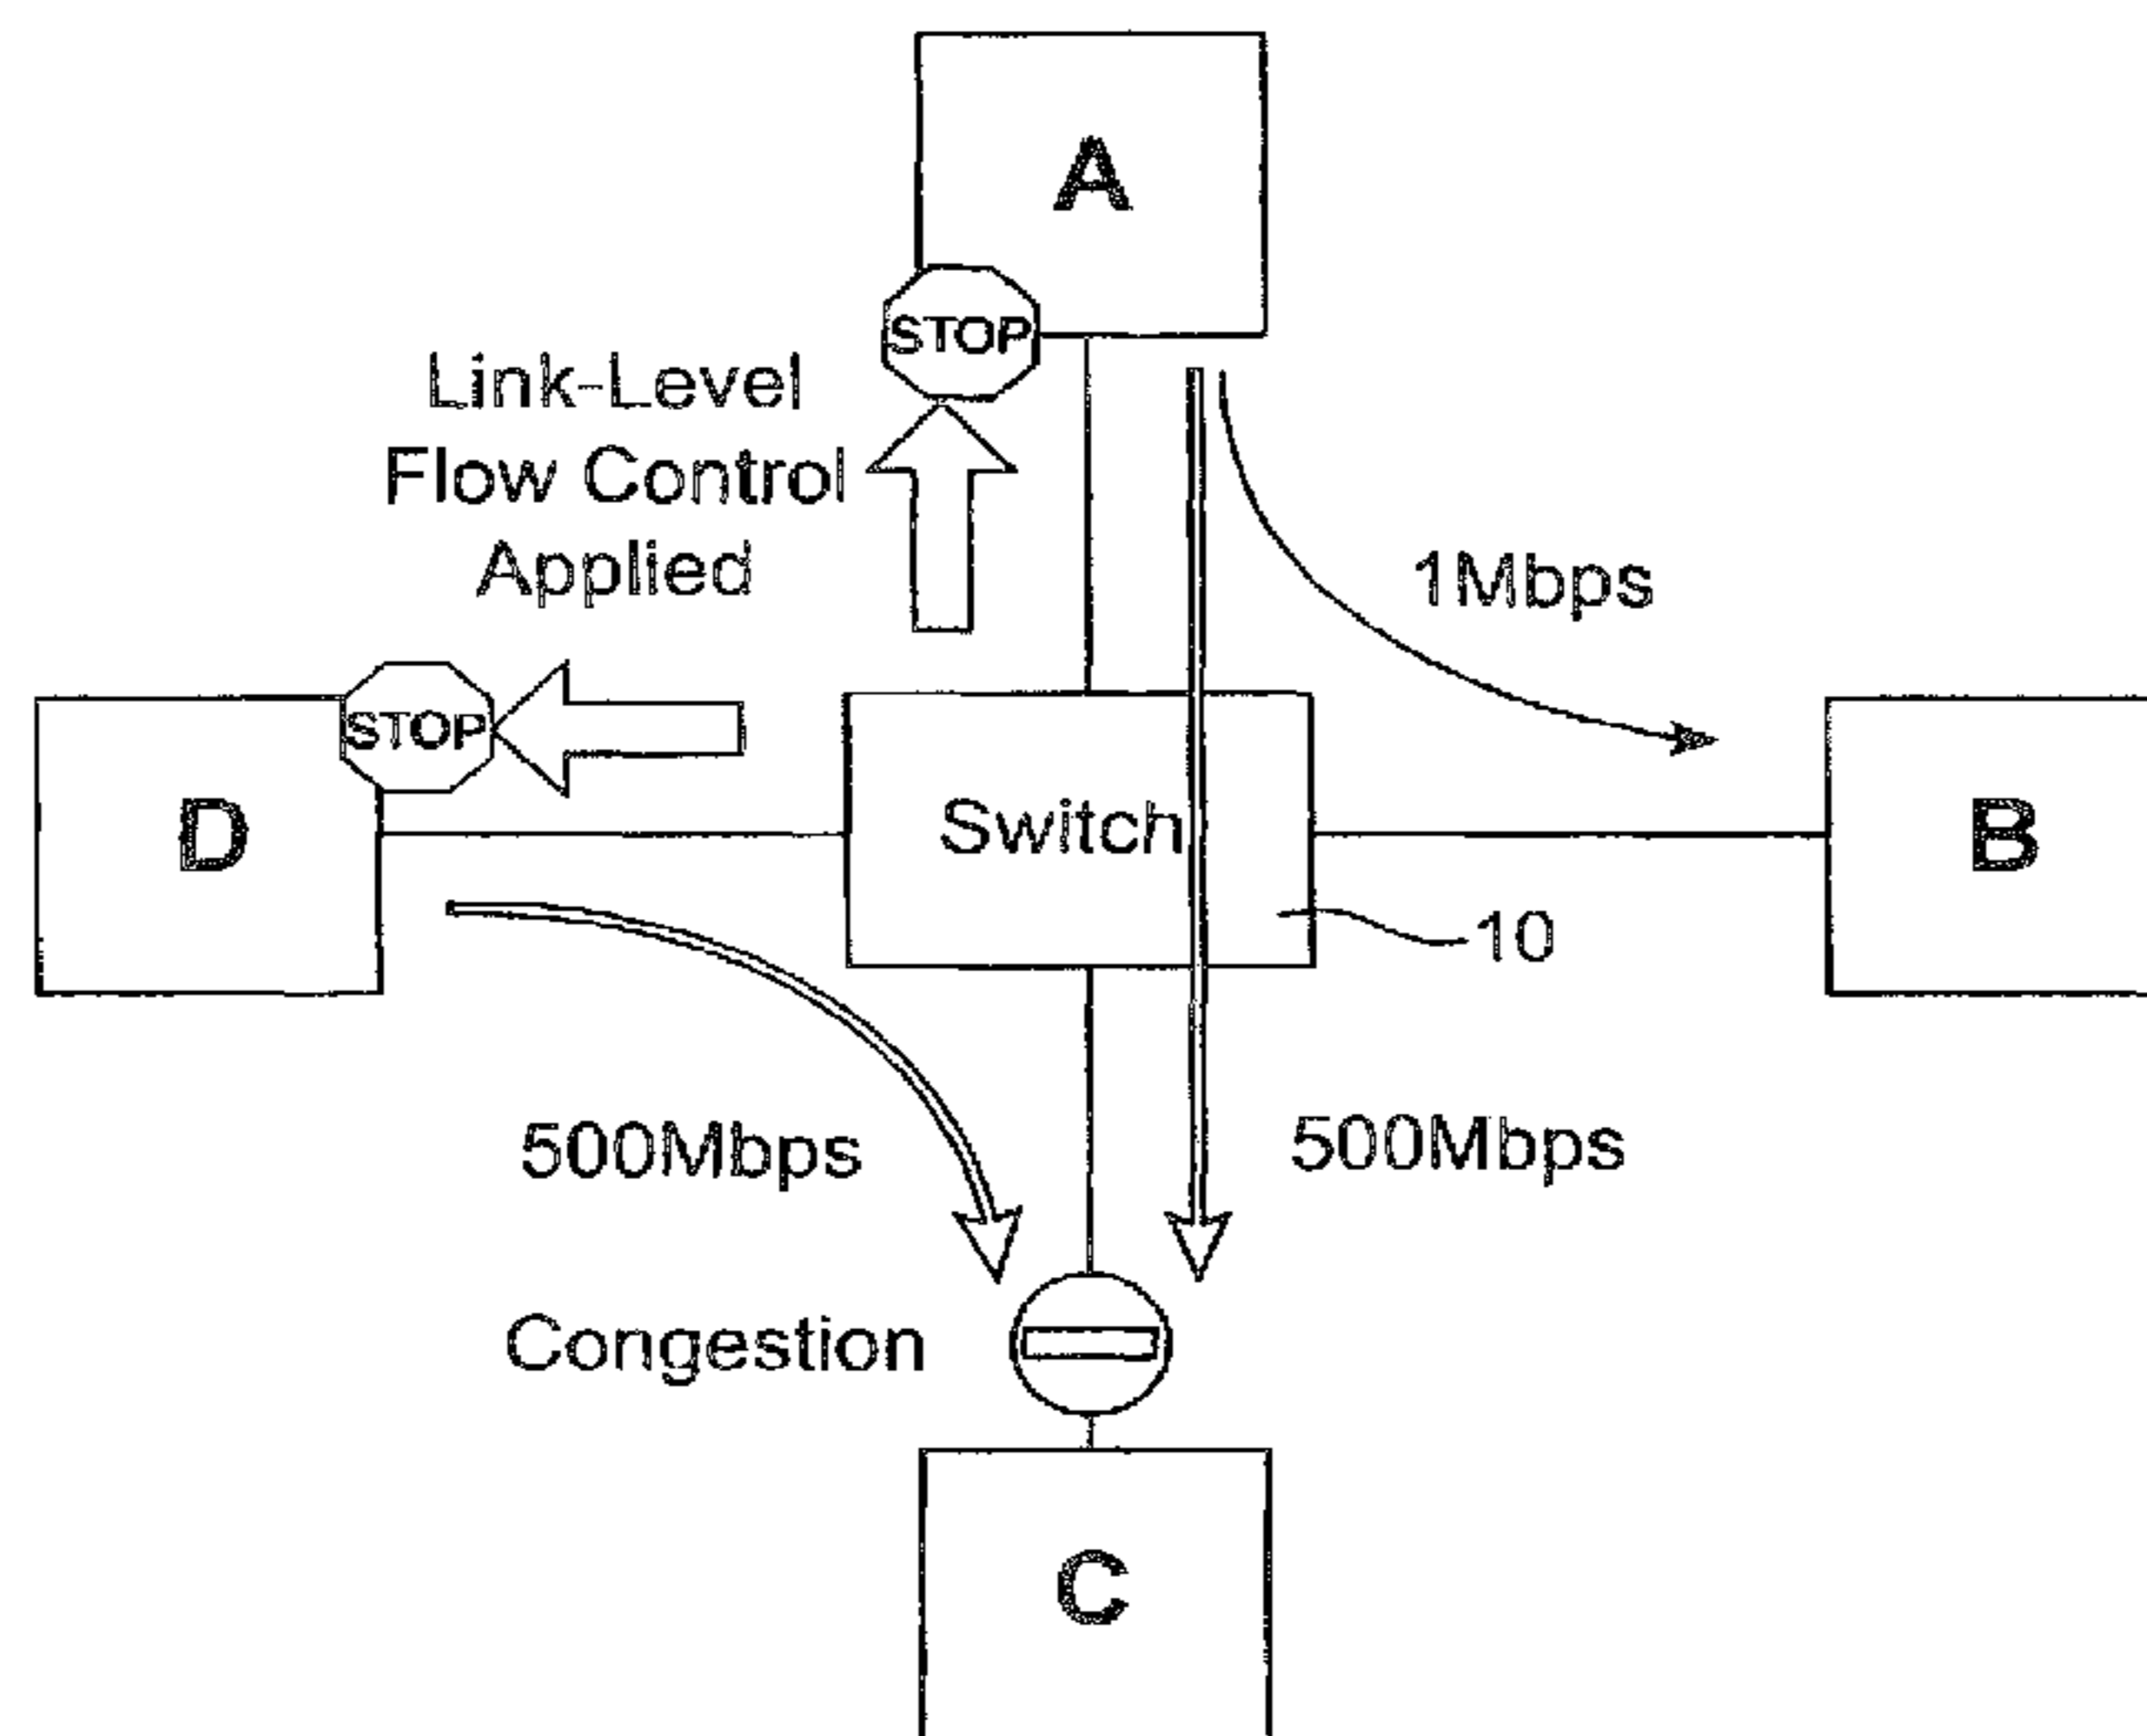 A
STOP
Link-Level
Flow Control
Applied
1Mbps
STOP
D
Switch
B
10
500Mbps
500Mbps
Congestion
C